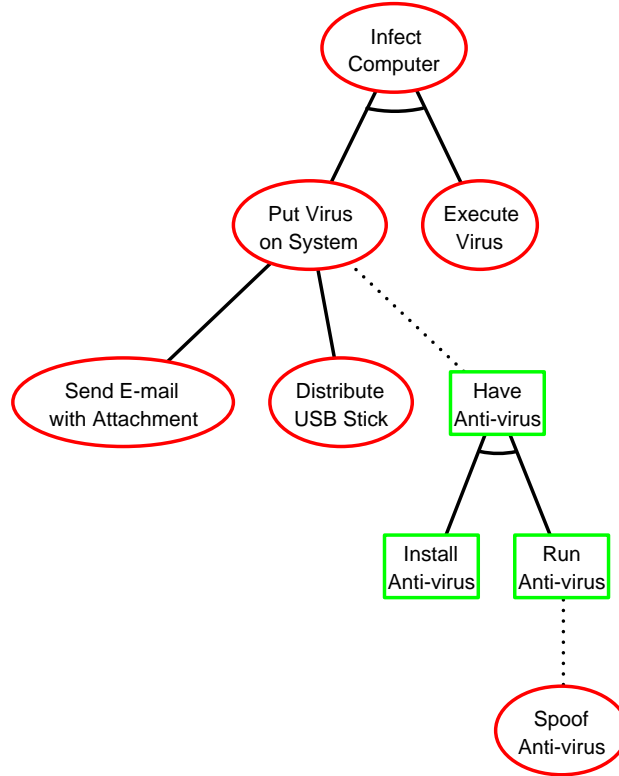 Infect
Computer
Put Virus
on System
Execute
Virus
Send E-mail
with Attachment
Distribute
USB Stick
Have
Anti-virus
Install
Anti-virus
Run
Anti-virus
Spoof
Anti-virus